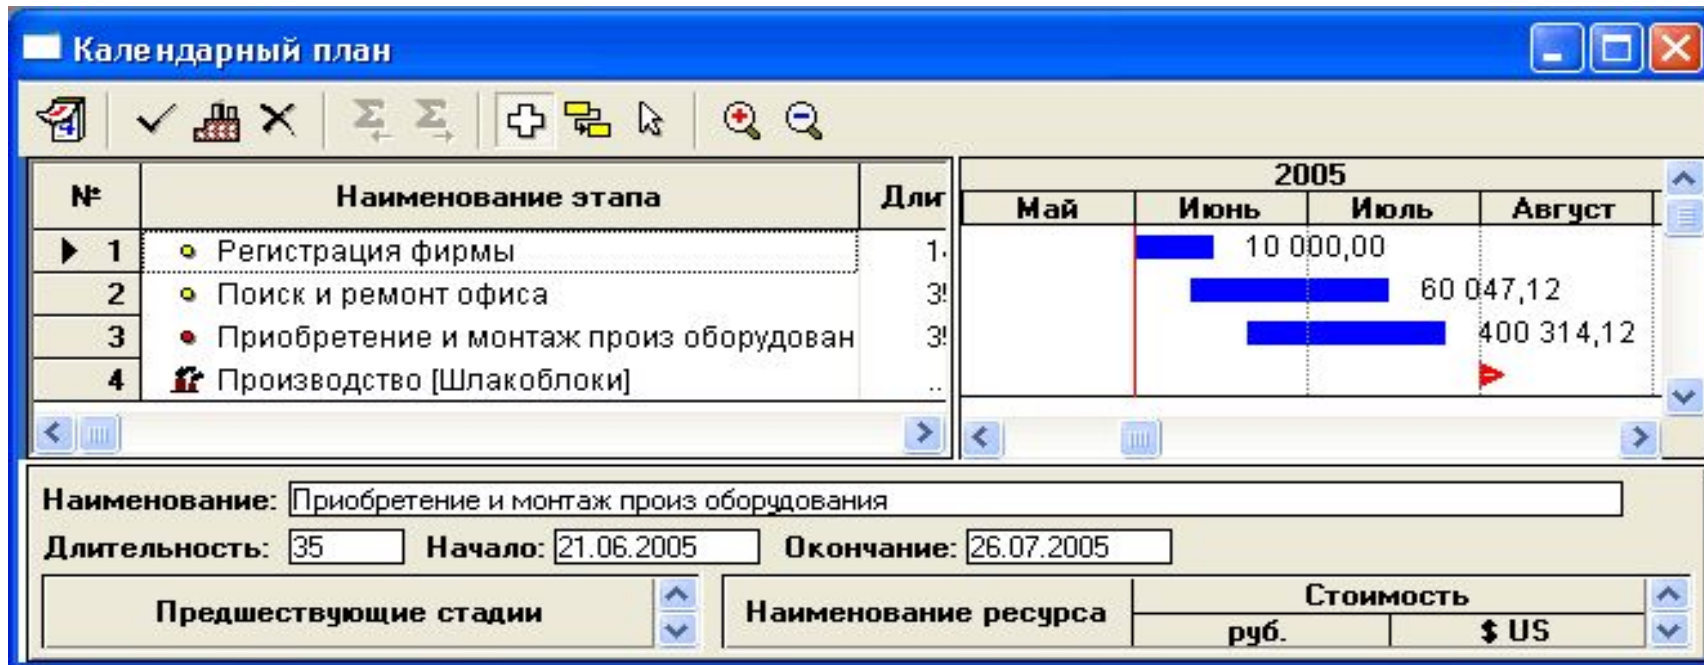 Календарный план
№ Наименование этапа Длит 2005
Май Июнь Июль Август
1 Регистрация фирмы 10 000,00
2 Поиск и ремонт офиса 60 047,12
3 Приобретение и монтаж произ оборудован 400 314,12
4 Производство [Шлакоблоки] ..
Наименование: Приобретение и монтаж произ оборудования
Длительность: 35 Начало: 21.06.2005 Окончание: 26.07.2005
Предшествующие стадии Наименование ресурса Стоимость
руб. $ US